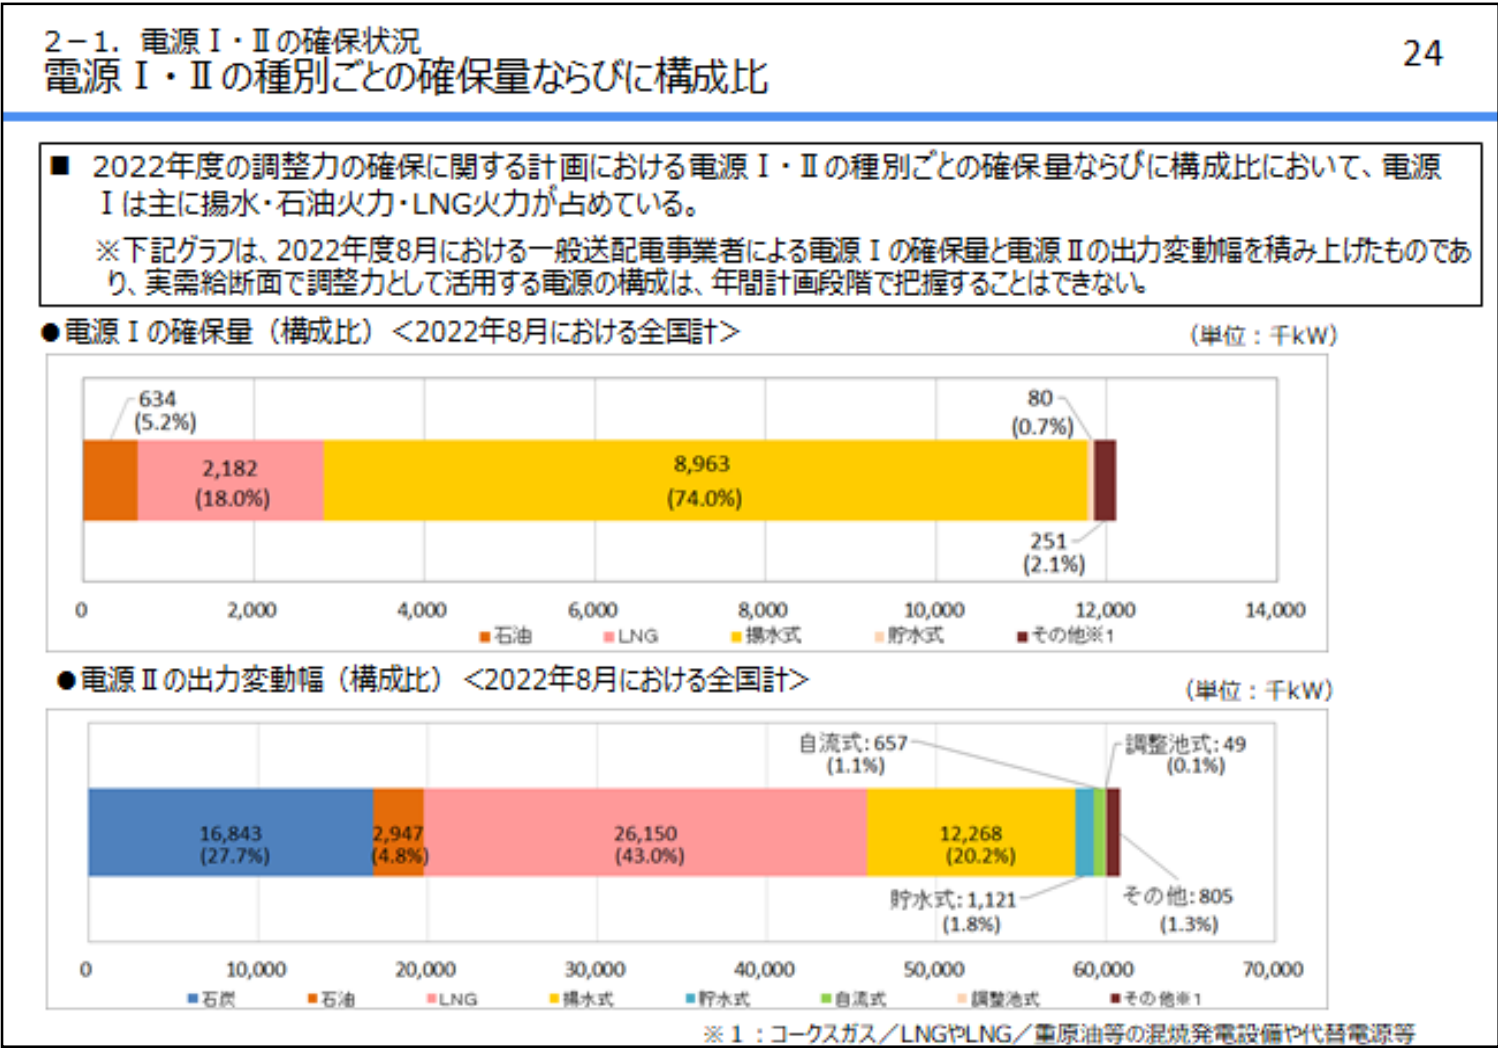 2－1．電源Ⅰ・Ⅱの確保状況
電源Ⅰ・Ⅱの種別ごとの確保量ならびに構成比
24
■ 2022年度の調整力の確保に関する計画における電源Ⅰ・Ⅱの種別ごとの確保量ならびに構成比において、電源
Ⅰは主に揚水・石油火力・LNG火力が占めている。
※下記グラフは、2022年度8月における一般送配電事業者による電源Ⅰの確保量と電源Ⅱの出力変動幅を積み上げたものであ
り、実需給断面で調整力として活用する電源の構成は、年間計画段階で把握することはできない。
●電源Ⅰの確保量（構成比）＜2022年8月における全国計＞
（単位：千kW）
634
(5.2%)
2,182
(18.0%)
8,963
(74.0%)
80
(0.7%)
251
(2.1%)
0 2,000 4,000 6,000 8,000 10,000 12,000 14,000
石油 LNG 揚水式 貯水式 その他※1
●電源Ⅱの出力変動幅（構成比）＜2022年8月における全国計＞
（単位：千kW）
自流式:657
(1.1%)
調整池式:49
(0.1%)
16,843
(27.7%)
2,947
(4.8%)
26,150
(43.0%)
12,268
(20.2%)
貯水式:1,121
(1.8%)
その他:805
(1.3%)
0 10,000 20,000 30,000 40,000 50,000 60,000 70,000
石炭 石油 LNG 揚水式 貯水式 自流式 調整池式 その他※1
※1：コークスガス／LNGやLNG／重原油等の混焼発電設備や代替電源等